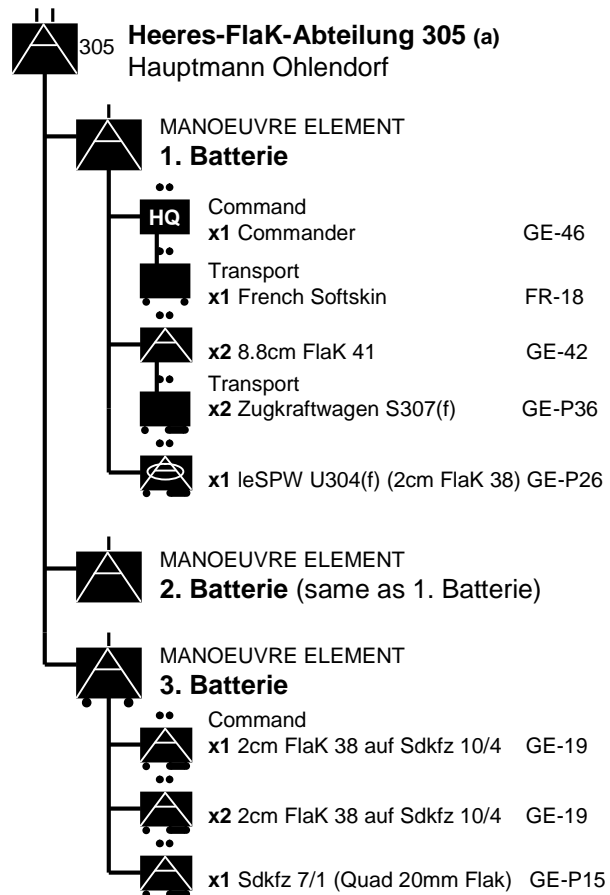 305 Heeres-FlaK-Abteilung 305 (a)
Hauptmann Ohlendorf
MANOEUVRE ELEMENT
1. Batterie
HQ
Command
x1 Commander GE-46
Transport
x1 French Softskin FR-18
x2 8.8cm FlaK 41 GE-42
Transport
x2 Zugkraftwagen S307(f) GE-P36
x1 leSPW U304(f) (2cm FlaK 38) GE-P26
MANOEUVRE ELEMENT
2. Batterie (same as 1. Batterie)
MANOEUVRE ELEMENT
3. Batterie
Command
x1 2cm FlaK 38 auf Sdkfz 10/4 GE-19
x2 2cm FlaK 38 auf Sdkfz 10/4 GE-19
x1 Sdkfz 7/1 (Quad 20mm Flak) GE-P15